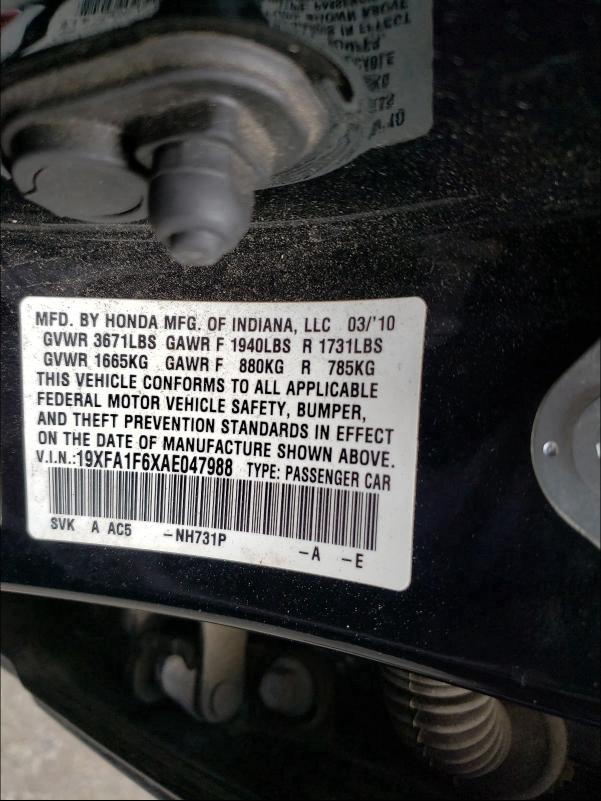 MFD. BY HONDA MFG. OF INDIANA, LLC 03/'10
GVWR 3671LBS GAWR F 1940LBS R 1731LBS
GVWR 1665KG GAWR F 880KG R 785KG
THIS VEHICLE CONFORMS TO ALL APPLICABLE
FEDERAL MOTOR VEHICLE SAFETY, BUMPER,
AND THEFT PREVENTION STANDARDS IN EFFECT
ON THE DATE OF MANUFACTURE SHOWN ABOVE.
V.I.N.:19XFA1F6XAE047988 TYPE: PASSENGER CAR
SVK A AC5 -NH731P -A -E